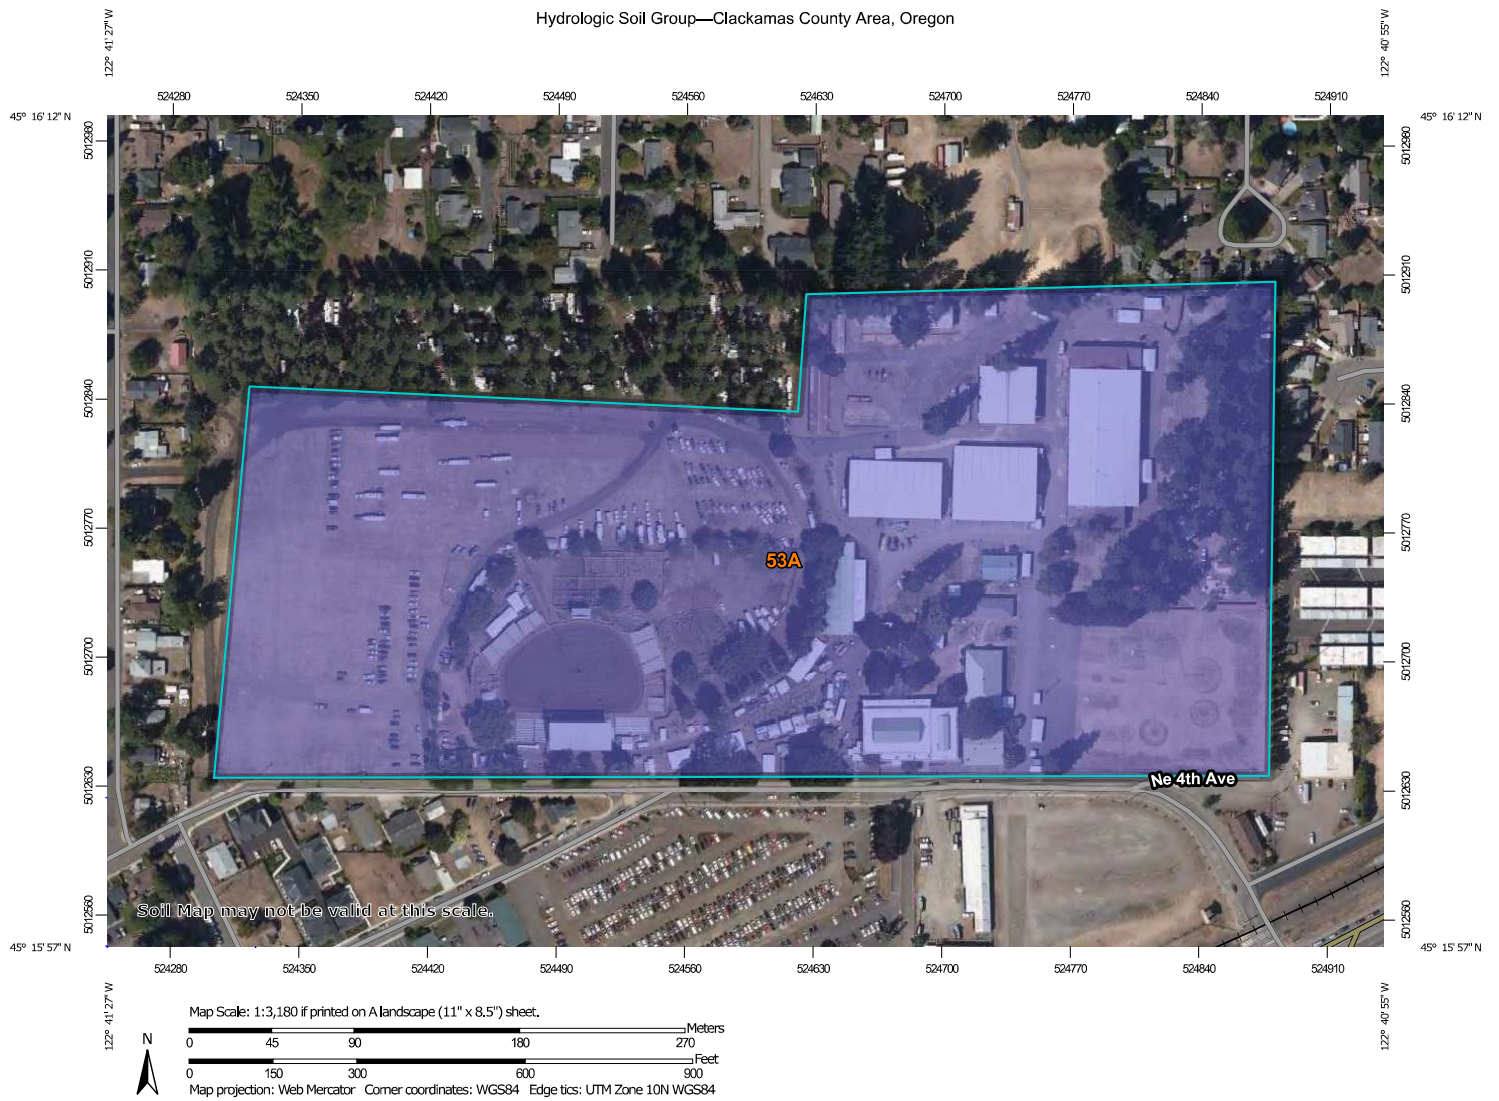 Hydrologic Soil Group—Clackamas County Area, Oregon
122° 41' 27" W
122° 40' 55" W
524280 524350 524420 524490 524560 524630 524700 524770 524840 524910
45° 16' 12" N
45° 16' 12" N
5012980
5012980
5012910
5012910
5012840
5012840
5012770
5012770
53A
5012700
5012700
5012630
5012630
Ne 4th Ave
5012560
5012560
Soil Map may not be valid at this scale.
45° 15' 57" N
45° 15' 57" N
524280 524350 524420 524490 524560 524630 524700 524770 524840 524910
122° 41' 27" W
122° 40' 55" W
Map Scale: 1:3,180 if printed on A landscape (11" x 8.5") sheet.
N
Meters
0 45 90 180 270
Feet
0 150 300 600 900
Map projection: Web Mercator Corner coordinates: WGS84 Edge tics: UTM Zone 10N WGS84